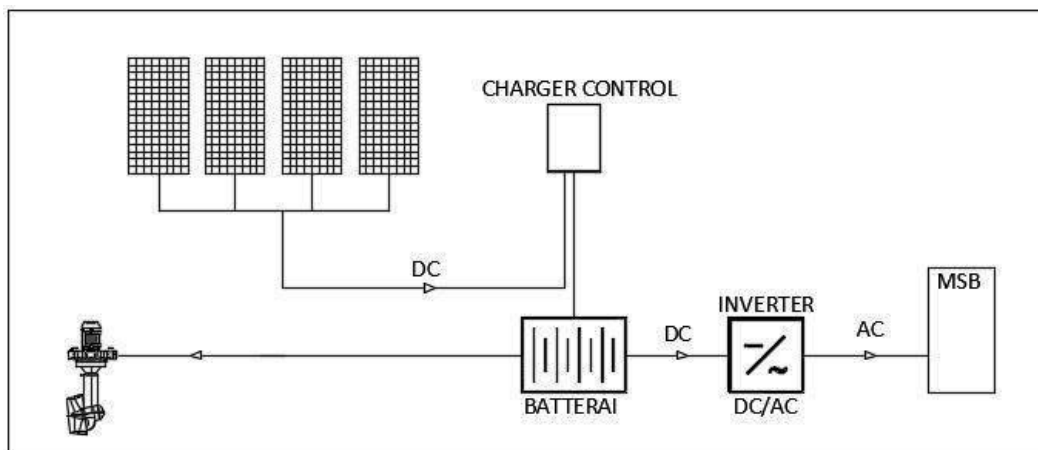 CHARGER CONTROL
DC
MSB
INVERTER
DC
AC
BATTERAI
DC/AC